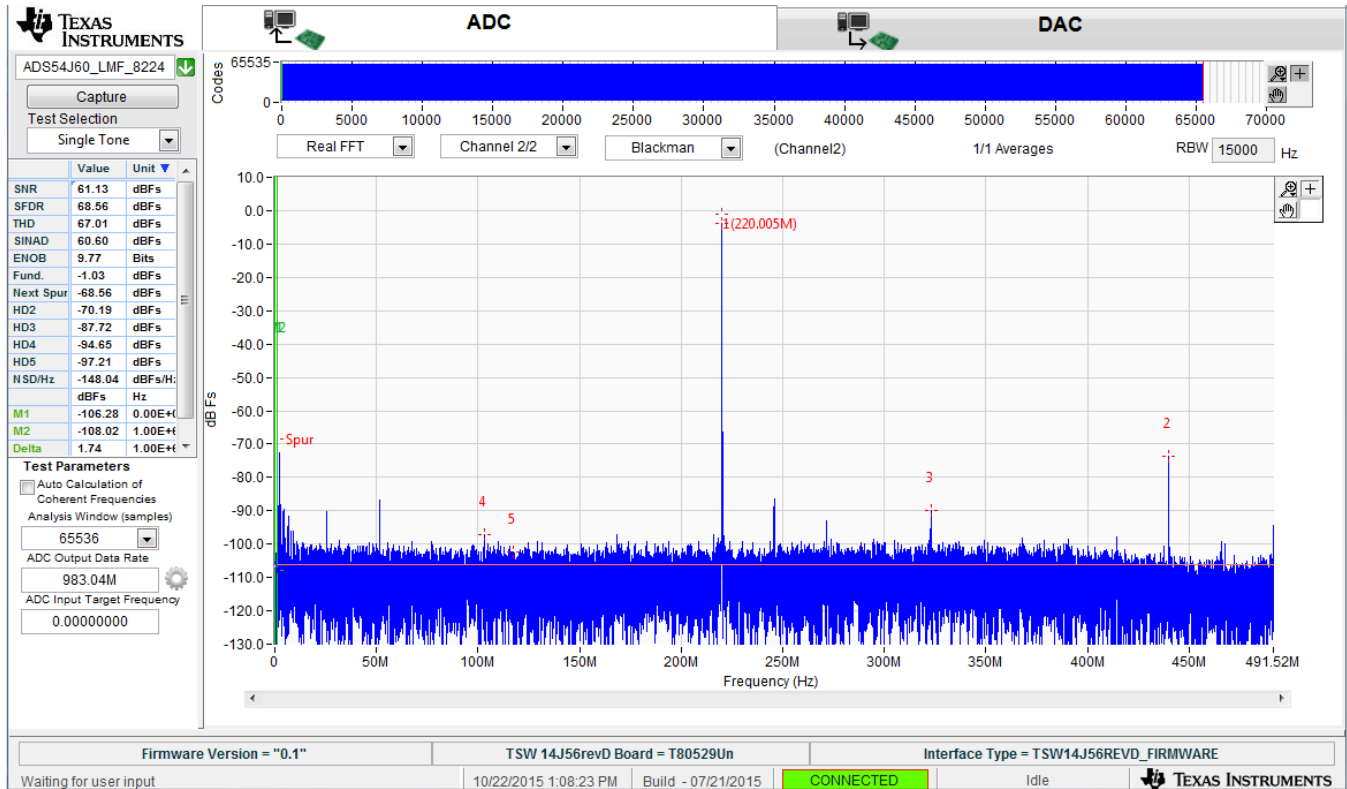 TEXAS INSTRUMENTS
ADC
DAC
ADS54J60_LMF_8224
Capture
Test Selection
Single Tone
Value Unit
SNR 61.13 dBFs
SFDR 68.56 dBFs
THD 67.01 dBFs
SINAD 60.60 dBFs
ENOB 9.77 Bits
Fund. -1.03 dBFs
Next Spur -68.56 dBFs
HD2 -70.19 dBFs
HD3 -87.72 dBFs
HD4 -94.65 dBFs
HD5 -97.21 dBFs
NSD/Hz -148.04 dBFs/H
dBFs Hz
M1 -106.28 0.00E+
M2 -108.02 1.00E+
Delta 1.74 1.00E+
Test Parameters
Auto Calculation of
Coherent Frequencies
Analysis Window (samples)
65536
ADC Output Data Rate
983.04M
ADC Input Target Frequency
0.00000000
Codes
65535
0
0 5000 10000 15000 20000 25000 30000 35000 40000 45000 50000 55000 60000 65000 70000
Real FFT Channel 2/2 Blackman (Channel2) 1/1 Averages RBW 15000 Hz
dB Fs
10.0
0.0
-10.0
-20.0
-30.0
-40.0
-50.0
-60.0
-70.0
-80.0
-90.0
-100.0
-110.0
-120.0
-130.0
1(220.005M)
Spur
2
3
4
5
0 50M 100M 150M 200M 250M 300M 350M 400M 450M 491.52M
Frequency (Hz)
Firmware Version = "0.1" TSW 14J56revD Board = T80529Un Interface Type = TSW14J56REVD_FIRMWARE
Waiting for user input 10/22/2015 1:08:23 PM Build - 07/21/2015 CONNECTED Idle TEXAS INSTRUMENTS